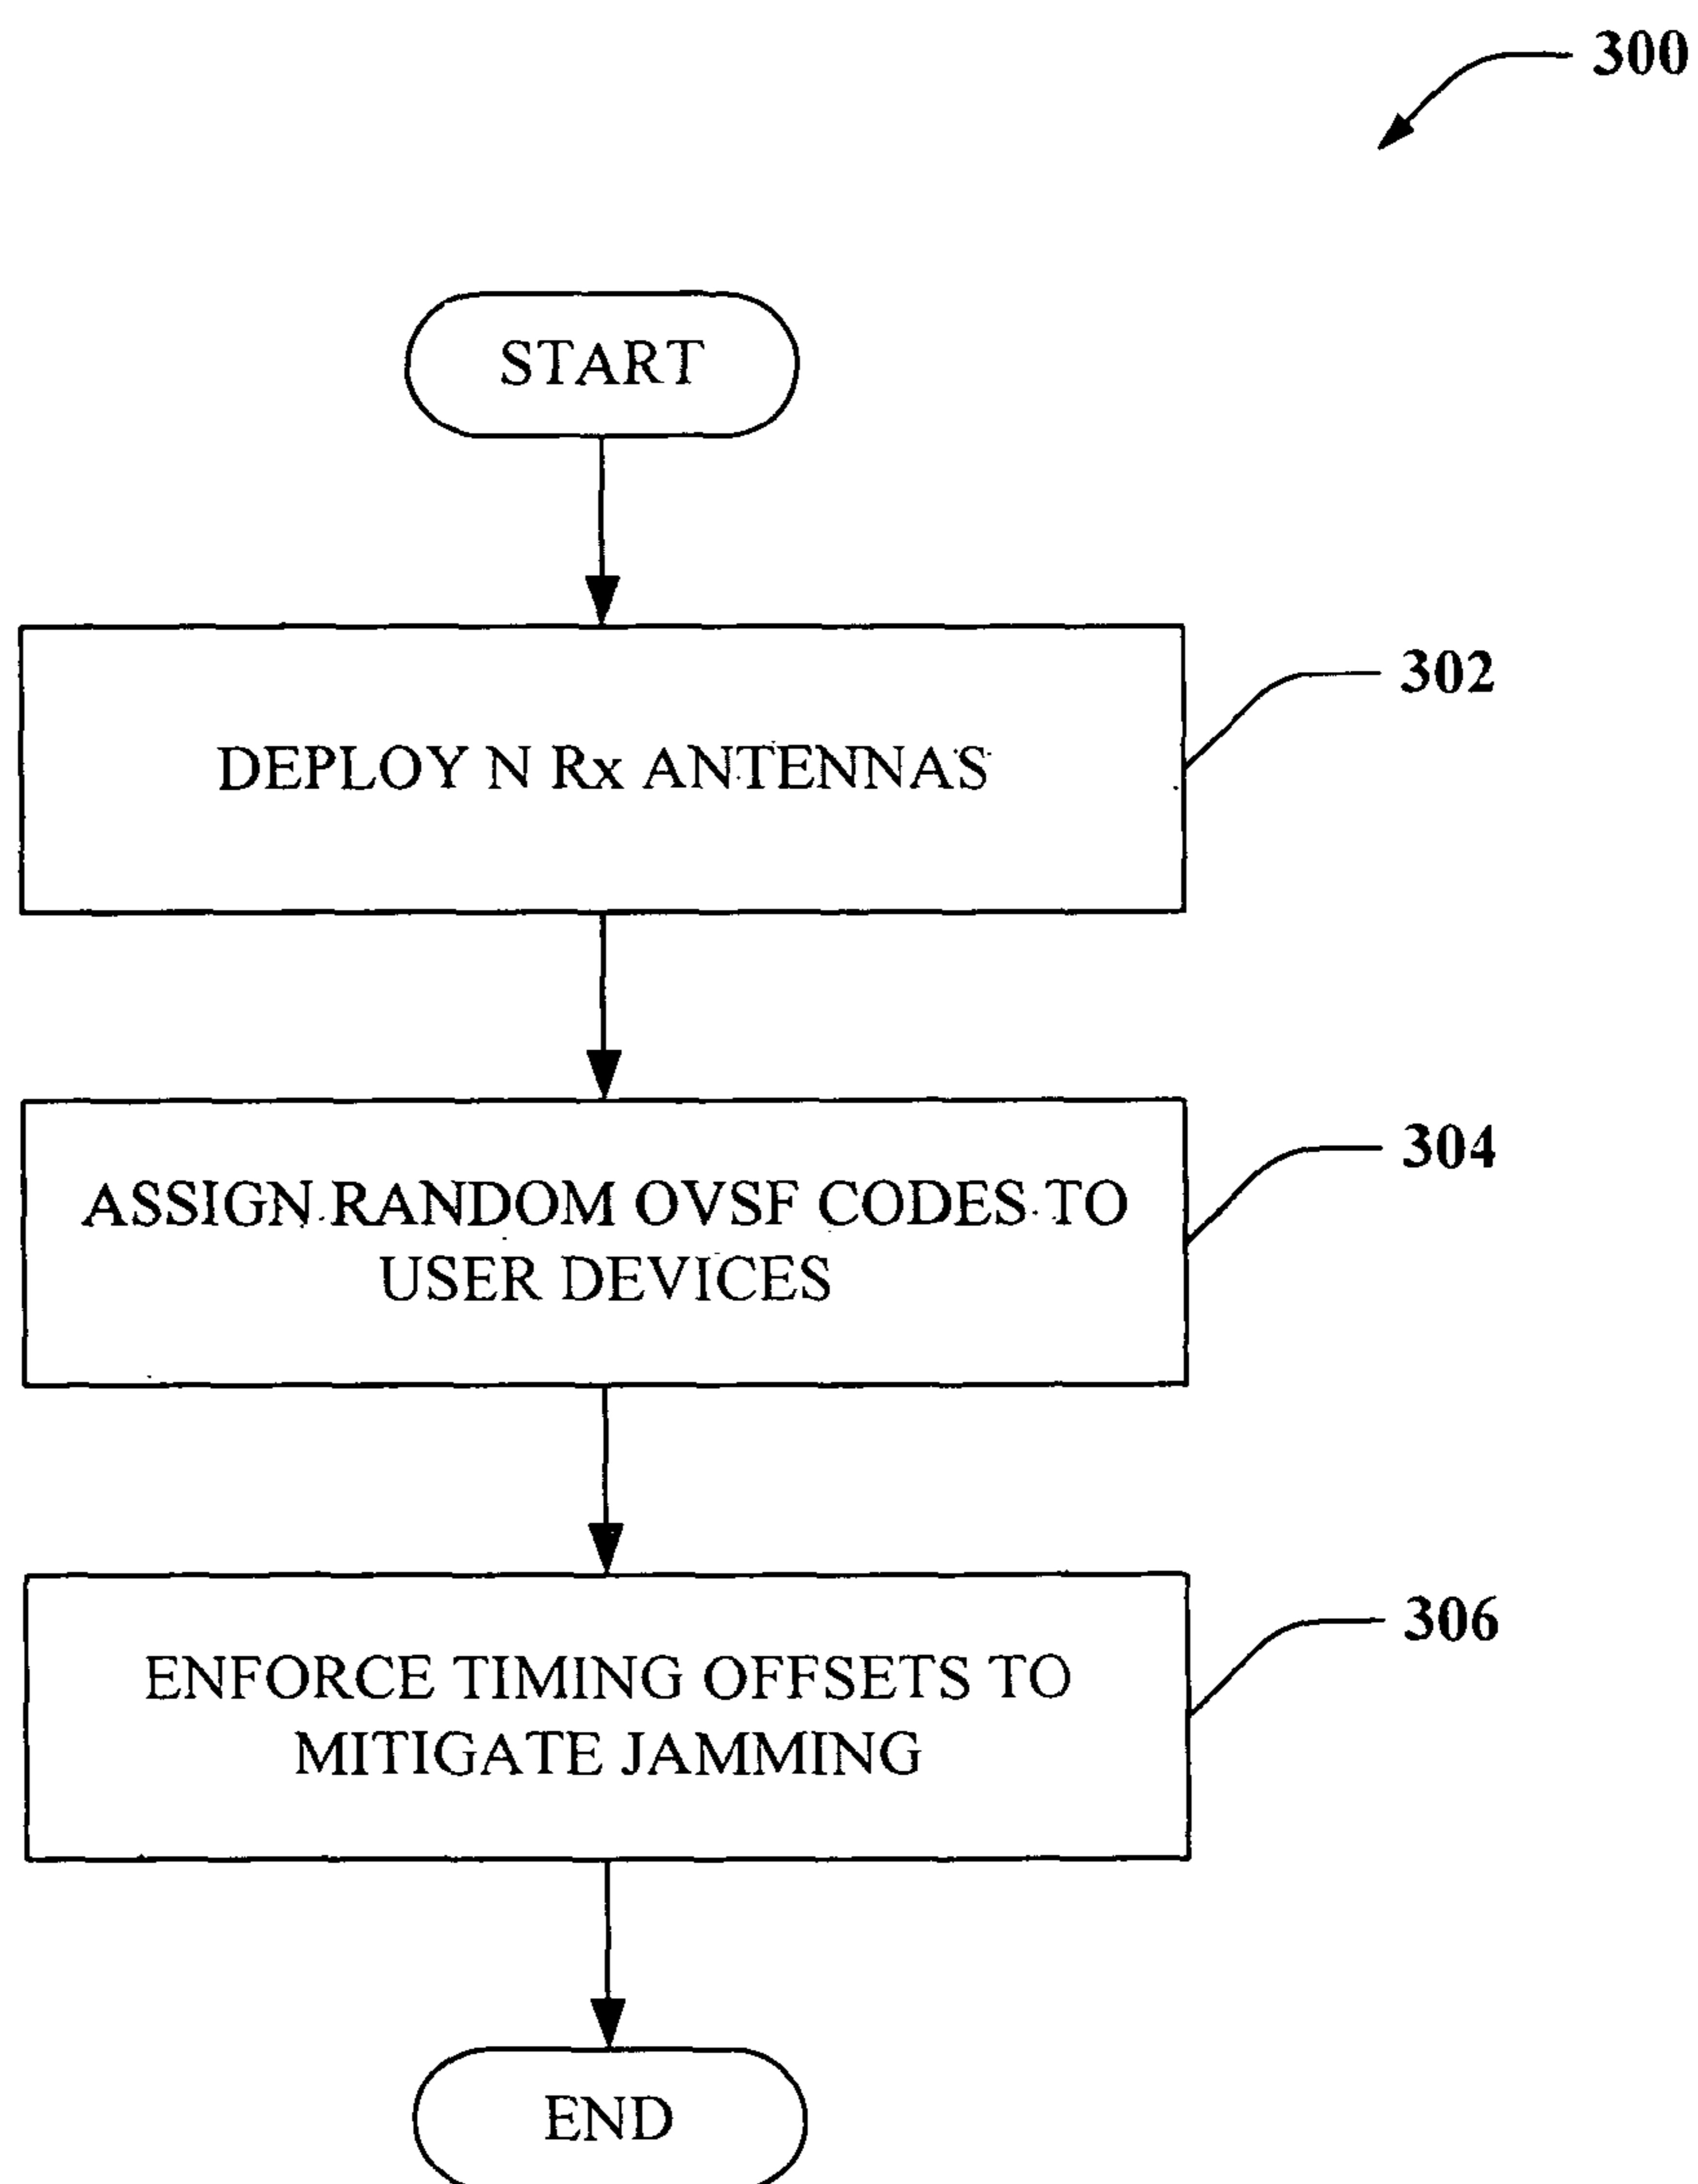 300
START
DEPLOY N Rx ANTENNAS
302
ASSIGN RANDOM OVSF CODES TO
USER DEVICES
304
ENFORCE TIMING OFFSETS TO
MITIGATE JAMMING
306
END